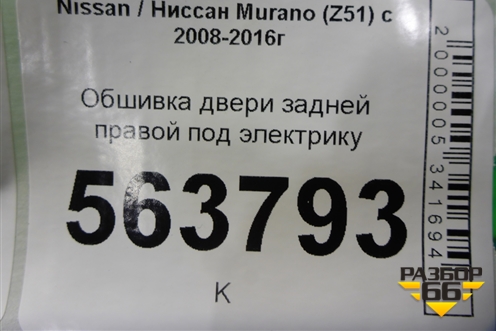 Nissan / Ниссан Murano (Z51) с
2008-2016г
Обшивка двери задней
правой под электрику
563793
К
2000005341694
РАЗБОР
66